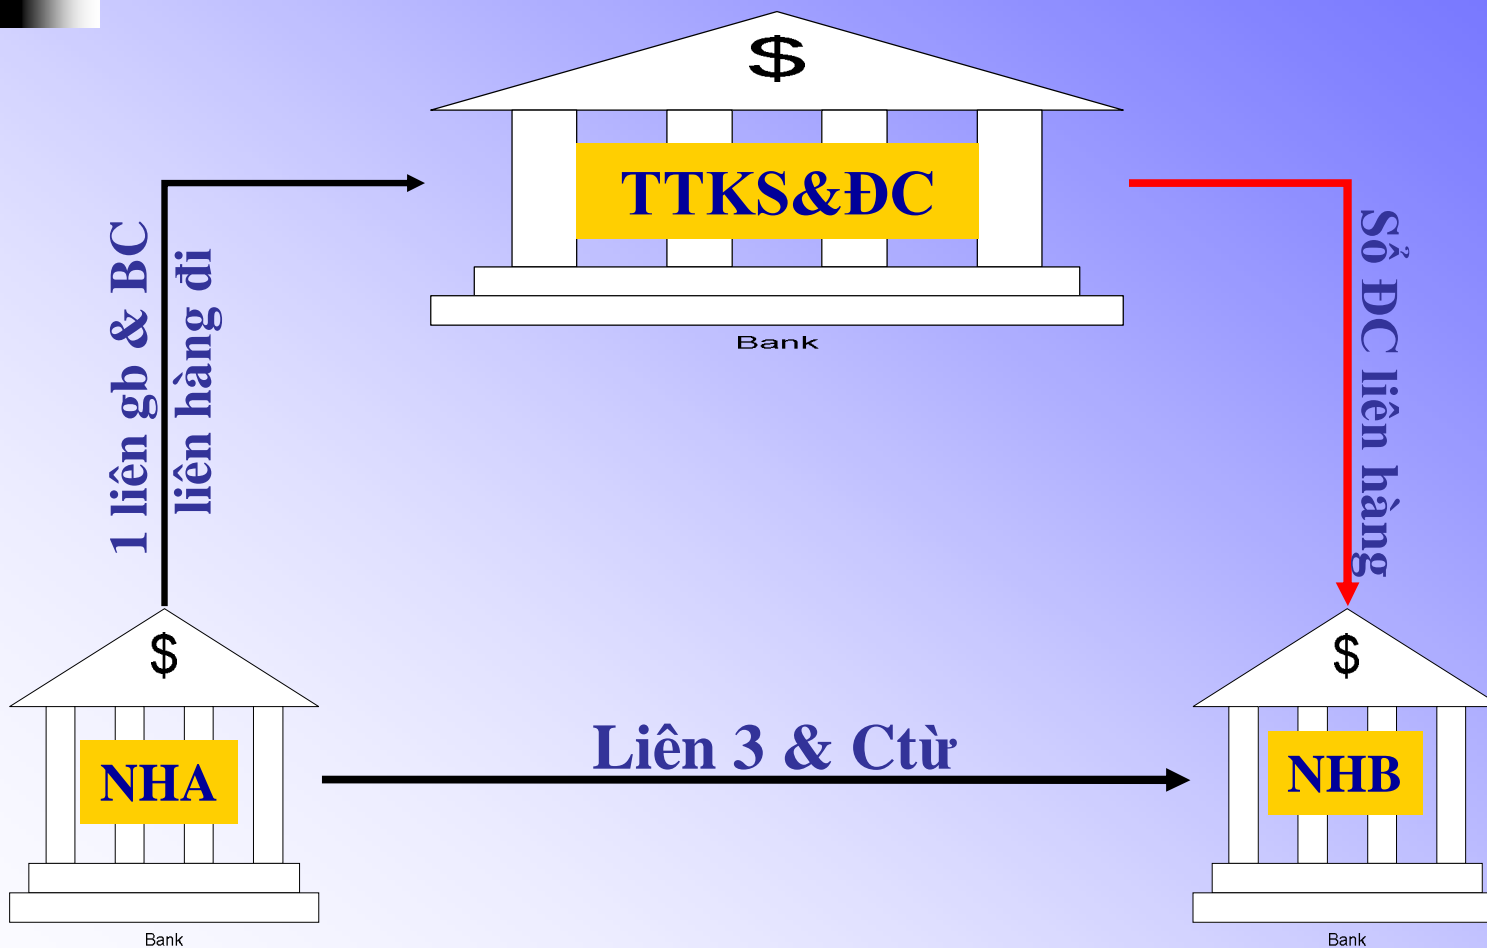 $
TTKS&ĐC
Bank
1 liên gb & BC
liên hàng đi
Sổ ĐC liên hàng
$
NHA
Bank
Liên 3 & Ctừ
$
NHB
Bank